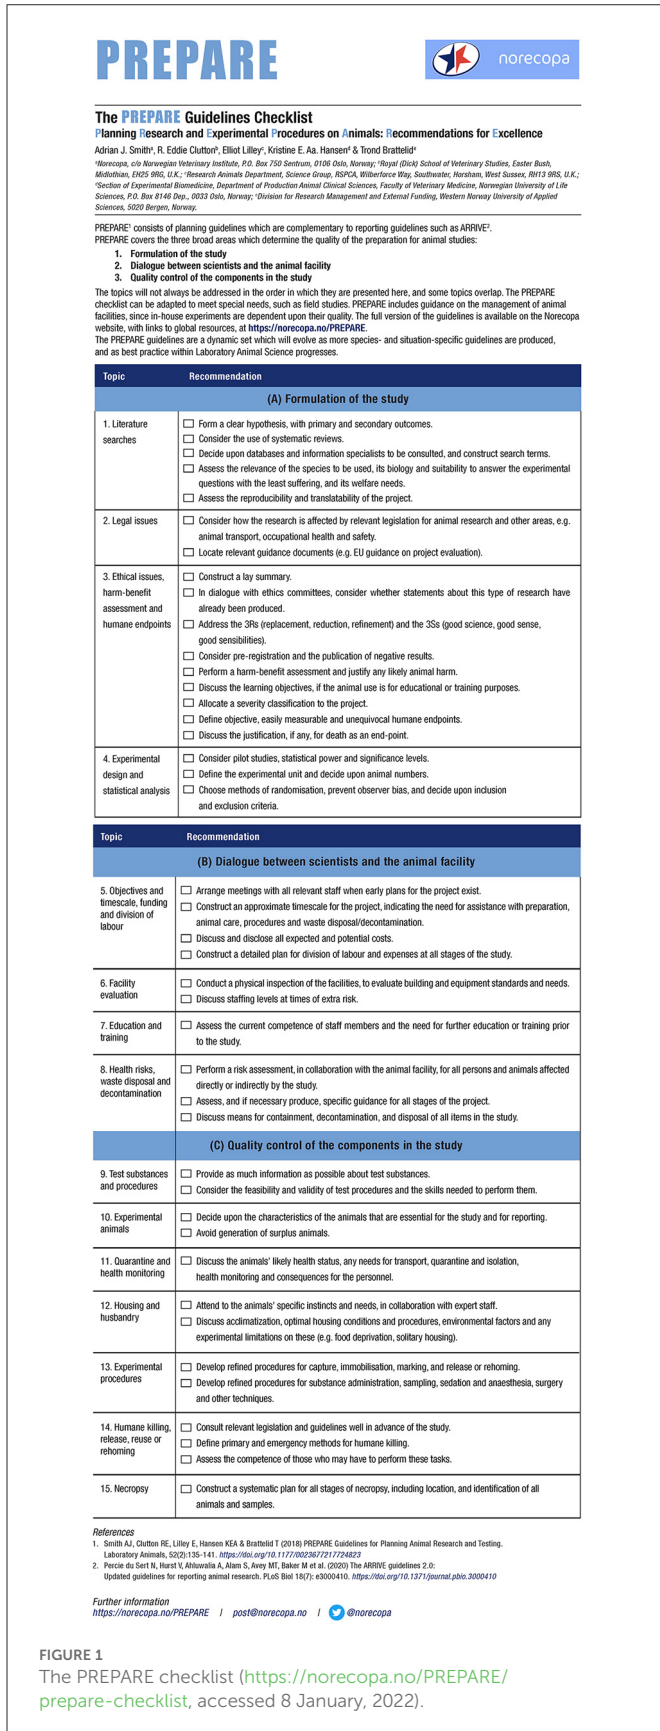 PREPARE
norecopa
The PREPARE Guidelines Checklist
Planning Research and Experimental Procedures on Animals: Recommendations for Excellence
Adrian J. Smithᵃ, R. Eddie Cluttonᵇ, Elliot Lilleyᶜ, Kristine E. Aa. Hansenᵈ & Trond Brattelidᵉ
ᵃNorecopa, c/o Norwegian Veterinary Institute, P.O. Box 750 Sentrum, 0106 Oslo, Norway; ᵇRoyal (Dick) School of Veterinary Studies, Easter Bush,
Midlothian, EH25 9RG, U.K.; ᶜResearch Animals Department, Science Group, RSPCA, Wilberforce Way, Southwater, Horsham, West Sussex, RH13 9RS, U.K.;
ᵈSection of Experimental Biomedicine, Department of Production Animal Clinical Sciences, Faculty of Veterinary Medicine, Norwegian University of Life
Sciences, P.O. Box 8146 Dep., 0033 Oslo, Norway; ᵉDivision for Research Management and External Funding, Western Norway University of Applied
Sciences, 5020 Bergen, Norway.
PREPARE¹ consists of planning guidelines which are complementary to reporting guidelines such as ARRIVE².
PREPARE covers the three broad areas which determine the quality of the preparation for animal studies:
1. Formulation of the study
2. Dialogue between scientists and the animal facility
3. Quality control of the components in the study
The topics will not always be addressed in the order in which they are presented here, and some topics overlap. The PREPARE
checklist can be adapted to meet special needs, such as field studies. PREPARE includes guidance on the management of animal
facilities, since in-house experiments are dependent upon their quality. The full version of the guidelines is available on the Norecopa
website, with links to global resources, at https://norecopa.no/PREPARE.
The PREPARE guidelines are a dynamic set which will evolve as more species- and situation-specific guidelines are produced,
and as best practice within Laboratory Animal Science progresses.
Topic Recommendation
(A) Formulation of the study
1. Literature
searches
Form a clear hypothesis, with primary and secondary outcomes.
Consider the use of systematic reviews.
Decide upon databases and information specialists to be consulted, and construct search terms.
Assess the relevance of the species to be used, its biology and suitability to answer the experimental
questions with the least suffering, and its welfare needs.
Assess the reproducibility and translatability of the project.
2. Legal issues
Consider how the research is affected by relevant legislation for animal research and other areas, e.g.
animal transport, occupational health and safety.
Locate relevant guidance documents (e.g. EU guidance on project evaluation).
3. Ethical issues,
harm-benefit
assessment and
humane endpoints
Construct a lay summary.
In dialogue with ethics committees, consider whether statements about this type of research have
already been produced.
Address the 3Rs (replacement, reduction, refinement) and the 3Ss (good science, good sense,
good sensibilities).
Consider pre-registration and the publication of negative results.
Perform a harm-benefit assessment and justify any likely animal harm.
Discuss the learning objectives, if the animal use is for educational or training purposes.
Allocate a severity classification to the project.
Define objective, easily measurable and unequivocal humane endpoints.
Discuss the justification, if any, for death as an end-point.
4. Experimental
design and
statistical analysis
Consider pilot studies, statistical power and significance levels.
Define the experimental unit and decide upon animal numbers.
Choose methods of randomisation, prevent observer bias, and decide upon inclusion
and exclusion criteria.
Topic Recommendation
(B) Dialogue between scientists and the animal facility
5. Objectives and
timescale, funding
and division of
labour
Arrange meetings with all relevant staff when early plans for the project exist.
Construct an approximate timescale for the project, indicating the need for assistance with preparation,
animal care, procedures and waste disposal/decontamination.
Discuss and disclose all expected and potential costs.
Construct a detailed plan for division of labour and expenses at all stages of the study.
6. Facility
evaluation
Conduct a physical inspection of the facilities, to evaluate building and equipment standards and needs.
Discuss staffing levels at times of extra risk.
7. Education and
training
Assess the current competence of staff members and the need for further education or training prior
to the study.
8. Health risks,
waste disposal and
decontamination
Perform a risk assessment, in collaboration with the animal facility, for all persons and animals affected
directly or indirectly by the study.
Assess, and if necessary produce, specific guidance for all stages of the project.
Discuss means for containment, decontamination, and disposal of all items in the study.
(C) Quality control of the components in the study
9. Test substances
and procedures
Provide as much information as possible about test substances.
Consider the feasibility and validity of test procedures and the skills needed to perform them.
10. Experimental
animals
Decide upon the characteristics of the animals that are essential for the study and for reporting.
Avoid generation of surplus animals.
11. Quarantine and
health monitoring
Discuss the animals' likely health status, any needs for transport, quarantine and isolation,
health monitoring and consequences for the personnel.
12. Housing and
husbandry
Attend to the animals' specific instincts and needs, in collaboration with expert staff.
Discuss acclimatization, optimal housing conditions and procedures, environmental factors and any
experimental limitations on these (e.g. food deprivation, solitary housing).
13. Experimental
procedures
Develop refined procedures for capture, immobilisation, marking, and release or rehoming.
Develop refined procedures for substance administration, sampling, sedation and anaesthesia, surgery
and other techniques.
14. Humane killing,
release, reuse or
rehoming
Consult relevant legislation and guidelines well in advance of the study.
Define primary and emergency methods for humane killing.
Assess the competence of those who may have to perform these tasks.
15. Necropsy
Construct a systematic plan for all stages of necropsy, including location, and identification of all
animals and samples.
References
1. Smith AJ, Clutton RE, Lilley E, Hansen KEA & Brattelid T (2018) PREPARE Guidelines for Planning Animal Research and Testing.
Laboratory Animals, 52(2):135-141. https://doi.org/10.1177/0023677217724823
2. Percie du Sert N, Hurst V, Ahluwalia A, Alam S, Avey MT, Baker M et al. (2020) The ARRIVE guidelines 2.0:
Updated guidelines for reporting animal research. PLoS Biol 18(7): e3000410. https://doi.org/10.1371/journal.pbio.3000410
Further information
https://norecopa.no/PREPARE | post@norecopa.no | @norecopa
FIGURE 1
The PREPARE checklist (https://norecopa.no/PREPARE/
prepare-checklist, accessed 8 January, 2022).